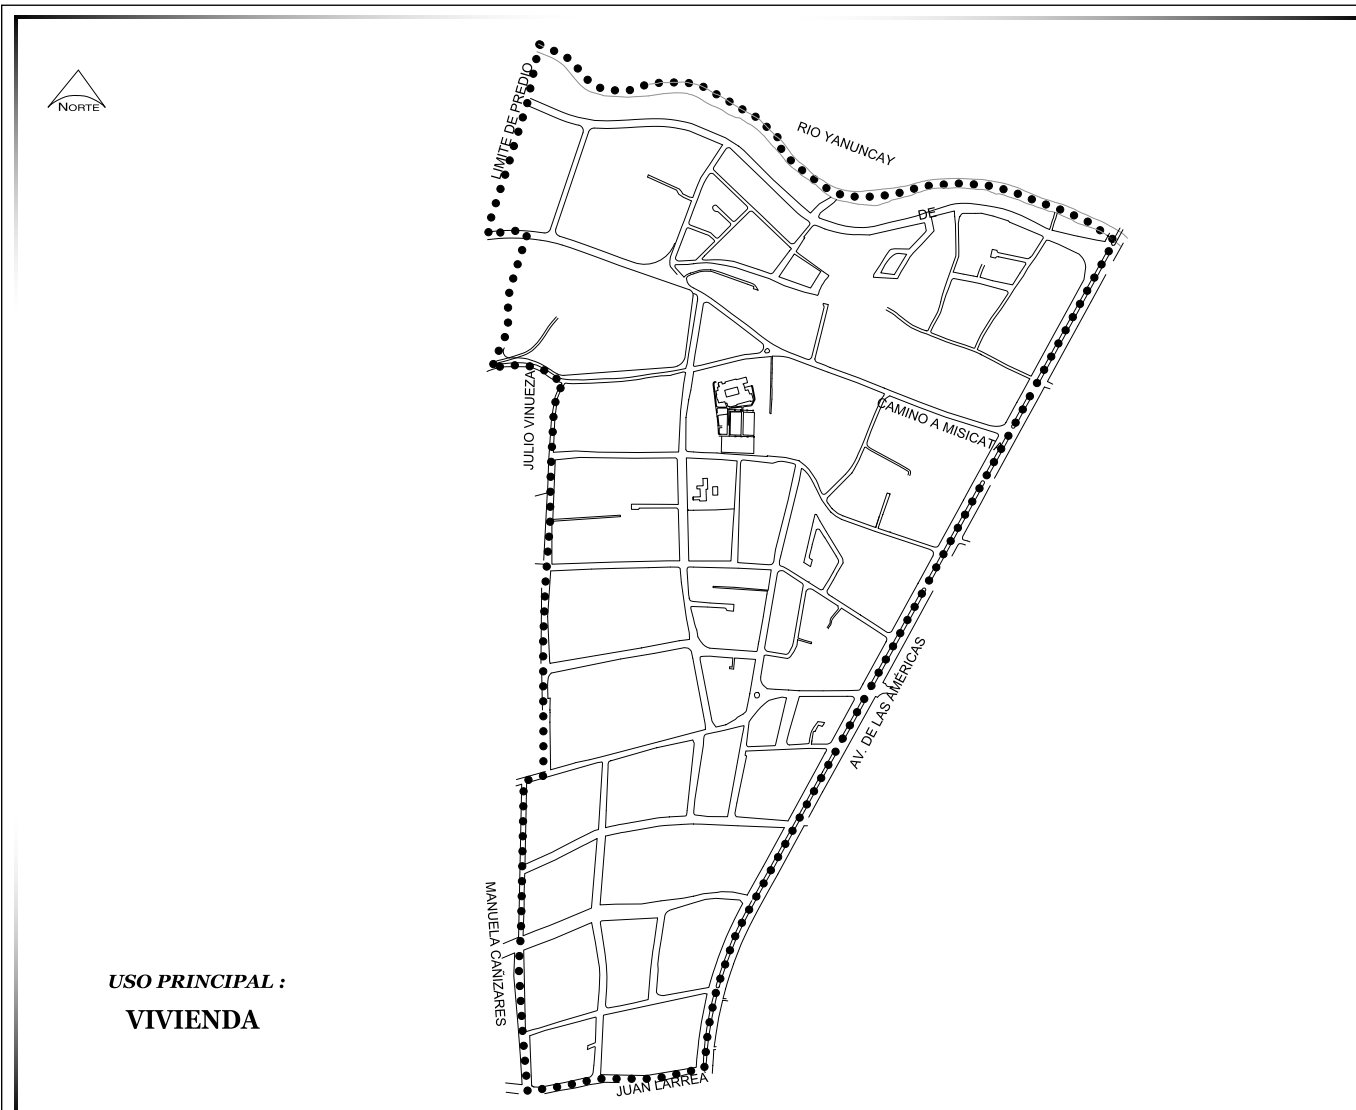 NORTE
LIMITE DE PREDIO
RIO YANUNCAY
DE
JULIO VINUEZA
CAMINO A MISICATA
AV. DE LAS AMÉRICAS
MANUELA CAÑIZARES
USO PRINCIPAL :
VIVIENDA
JUAN LARREA